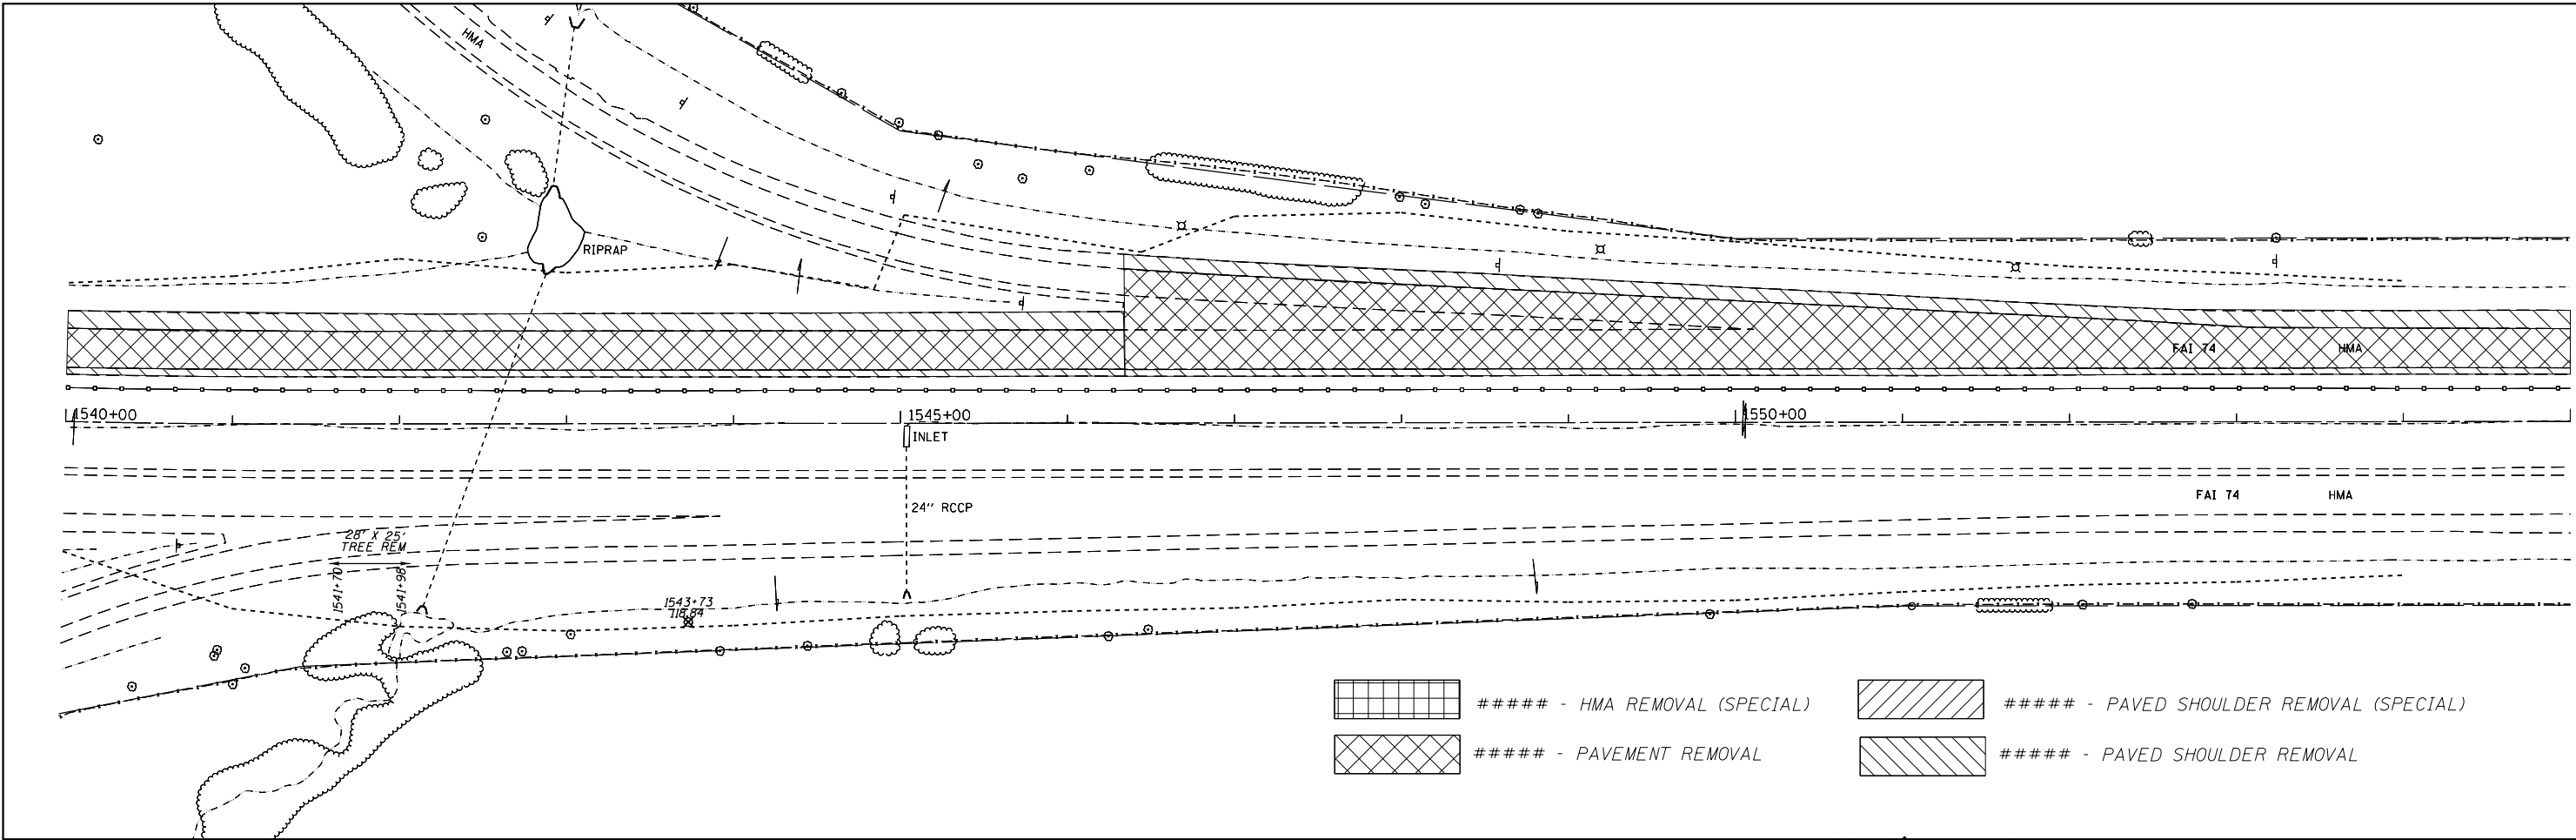 HMA
RIPRAP
FAI 74 HMA
1540+00 1545+00 1550+00
INLET
FAI 74 HMA
24" RCCP
28' X 25'
TREE REM
1541+70
1541+98
1543+73
118.84
##### - HMA REMOVAL (SPECIAL)
##### - PAVED SHOULDER REMOVAL (SPECIAL)
##### - PAVEMENT REMOVAL
##### - PAVED SHOULDER REMOVAL